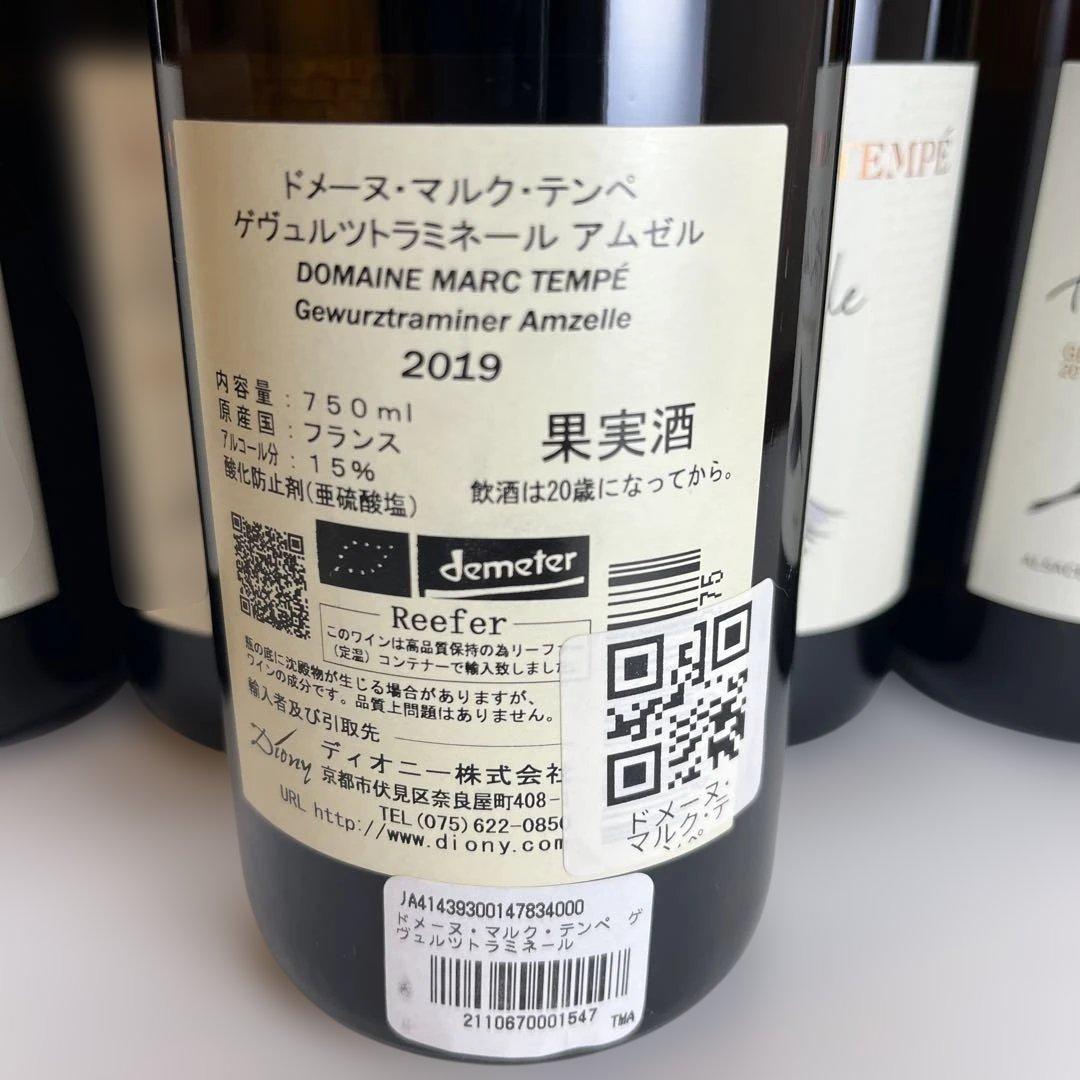 ドメーヌ・マルク・テンペ
ゲヴュルツトラミネール アムゼル
DOMAINE MARC TEMPÉ
Gewurztraminer Amzelle
2019
内容量：750ml
原産国：フランス
アルコール分：15%
酸化防止剤(亜硫酸塩)
果実酒
飲酒は20歳になってから。
demeter
Reefer
このワインは高品質保持の為リーファ
(定温) コンテナーで輸入致しました
瓶の底に沈殿物が生じる場合がありますが、
ワインの成分です。品質上問題はありません。
輸入者及び引取先
Diony ディオニー株式会社
京都市伏見区奈良屋町408-
TEL(075)622-0850
URL http://www.diony.com
75
ドメーヌ・
マルク・テ
JA41439300147834000
ドメーヌ・マルク・テンペ ゲ
ヴュルツトラミネール
2110670001547 TMA
TEMPÉ
de
ALSACE